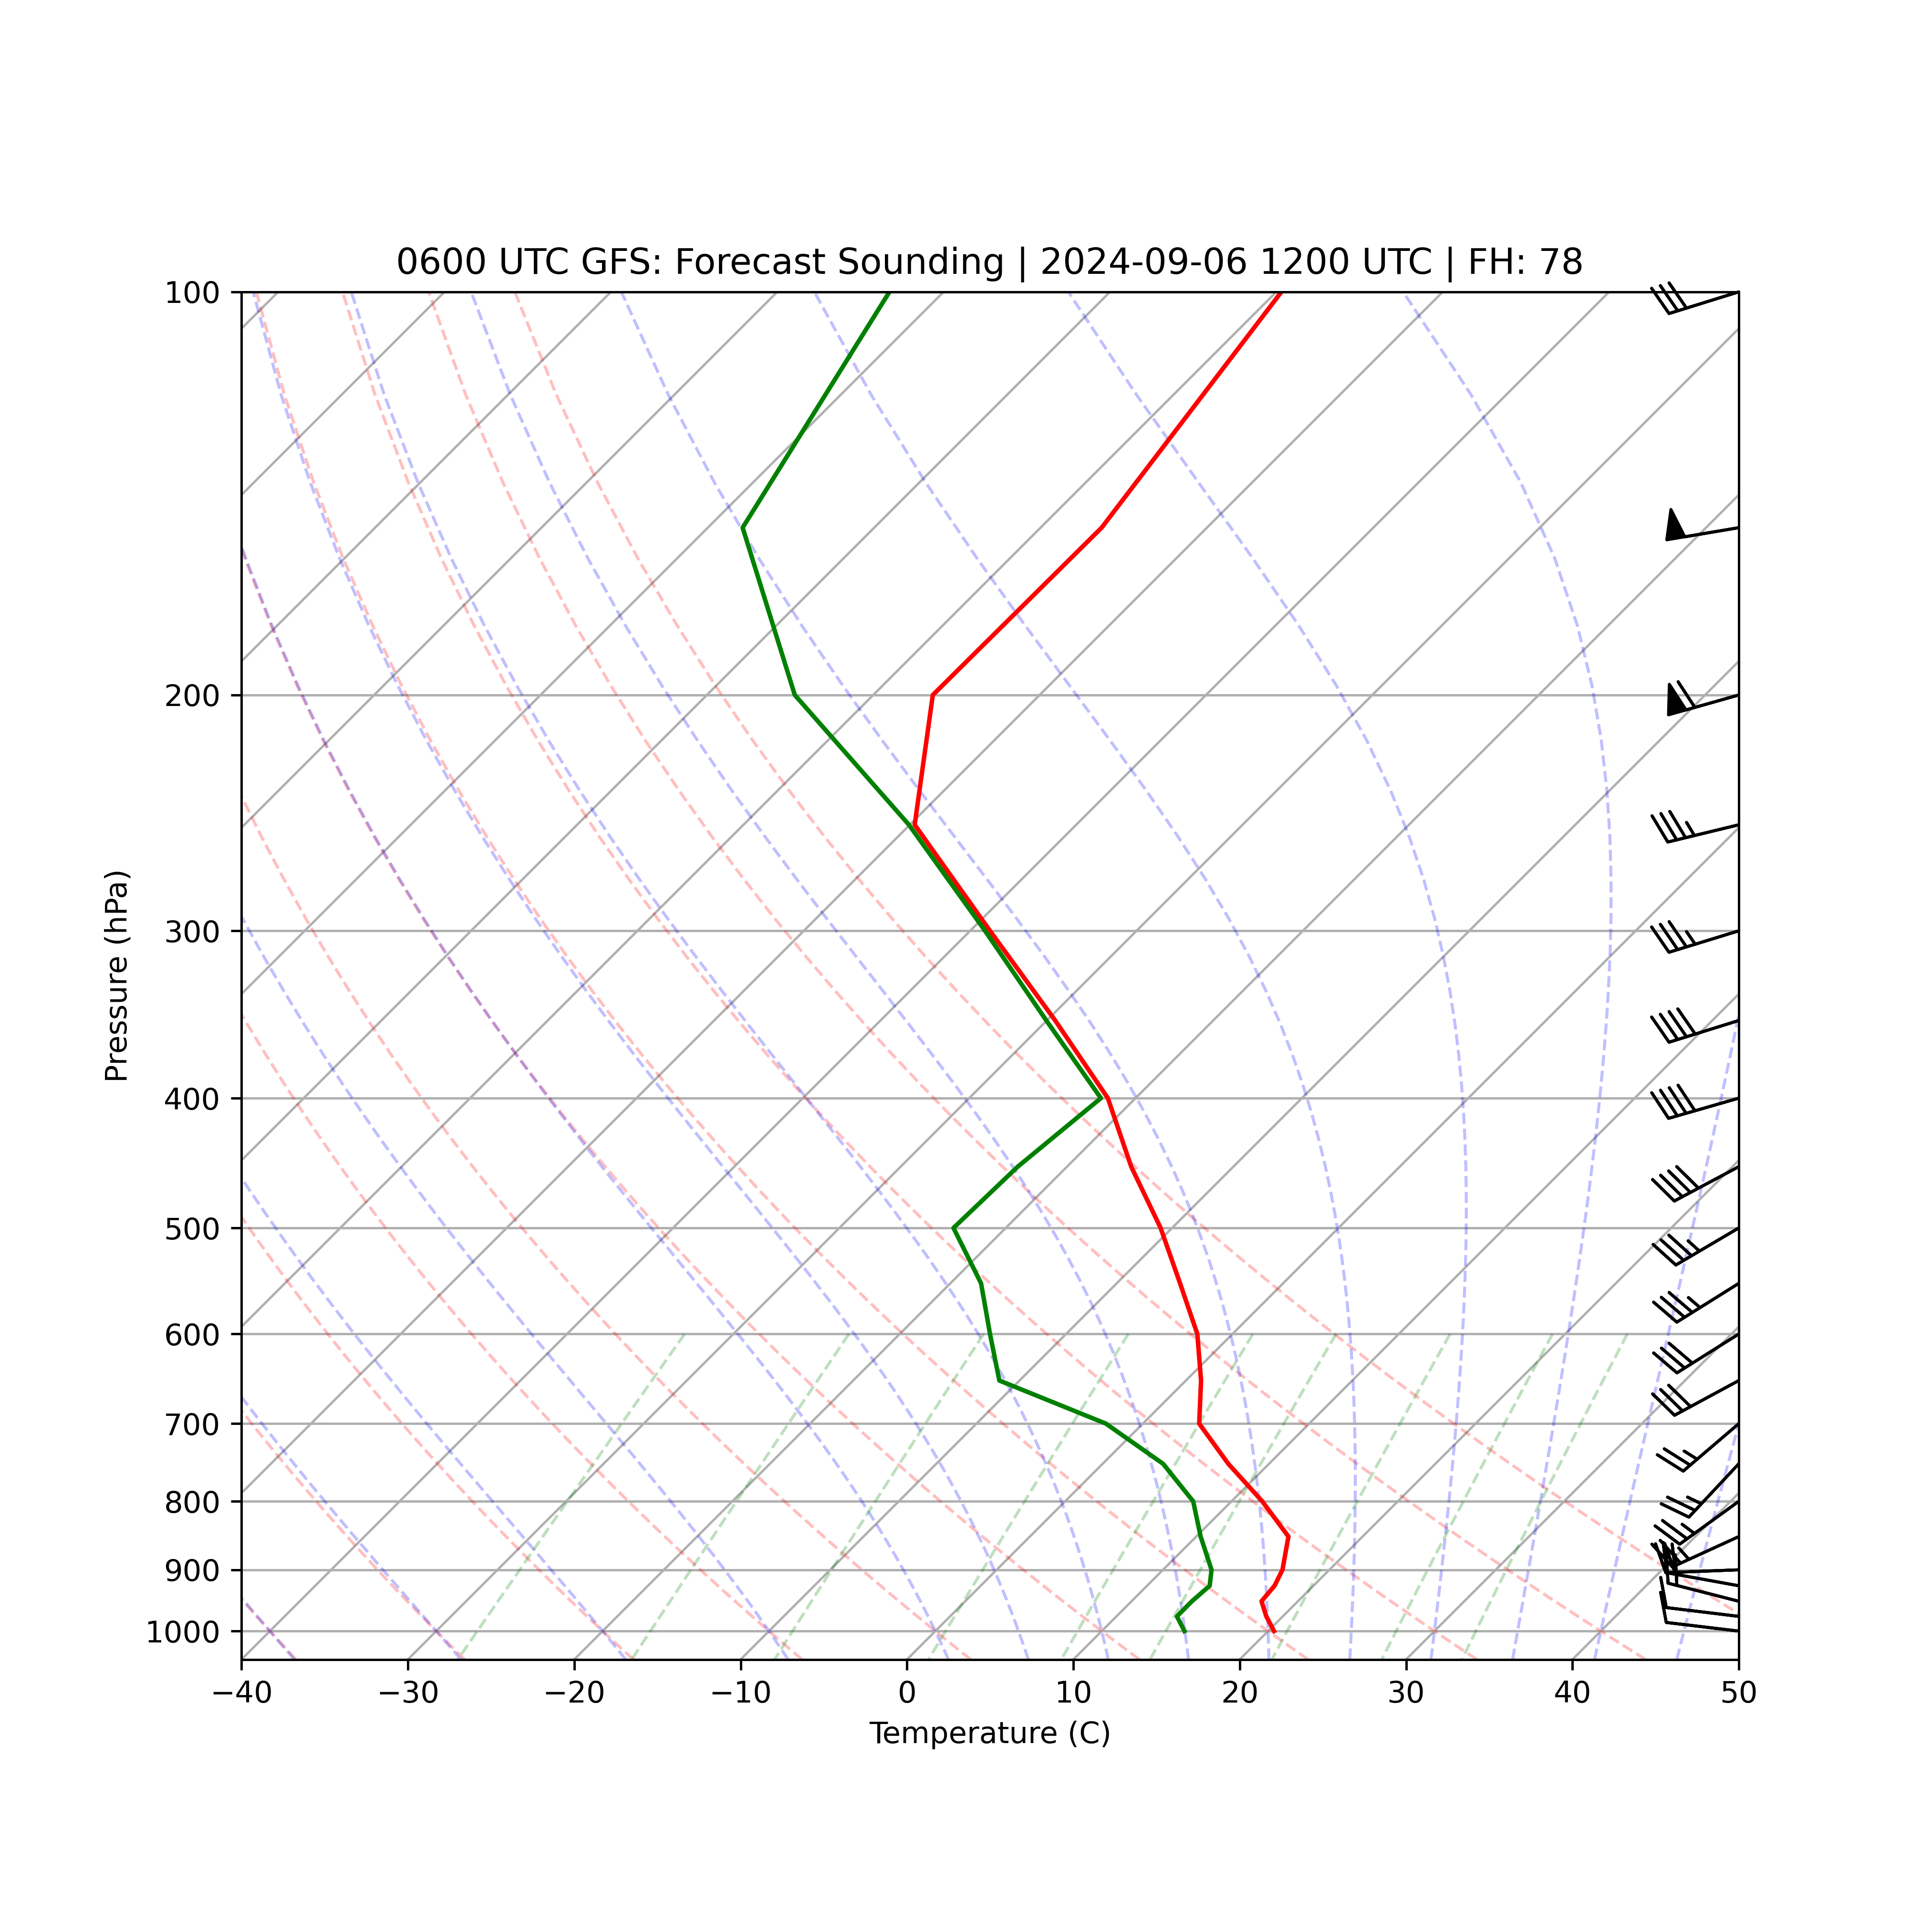 0600 UTC GFS: Forecast Sounding | 2024-09-06 1200 UTC | FH: 78
100
200
300
400
500
600
700
800
900
1000
Pressure (hPa)
−40 −30 −20 −10 0 10 20 30 40 50
Temperature (C)